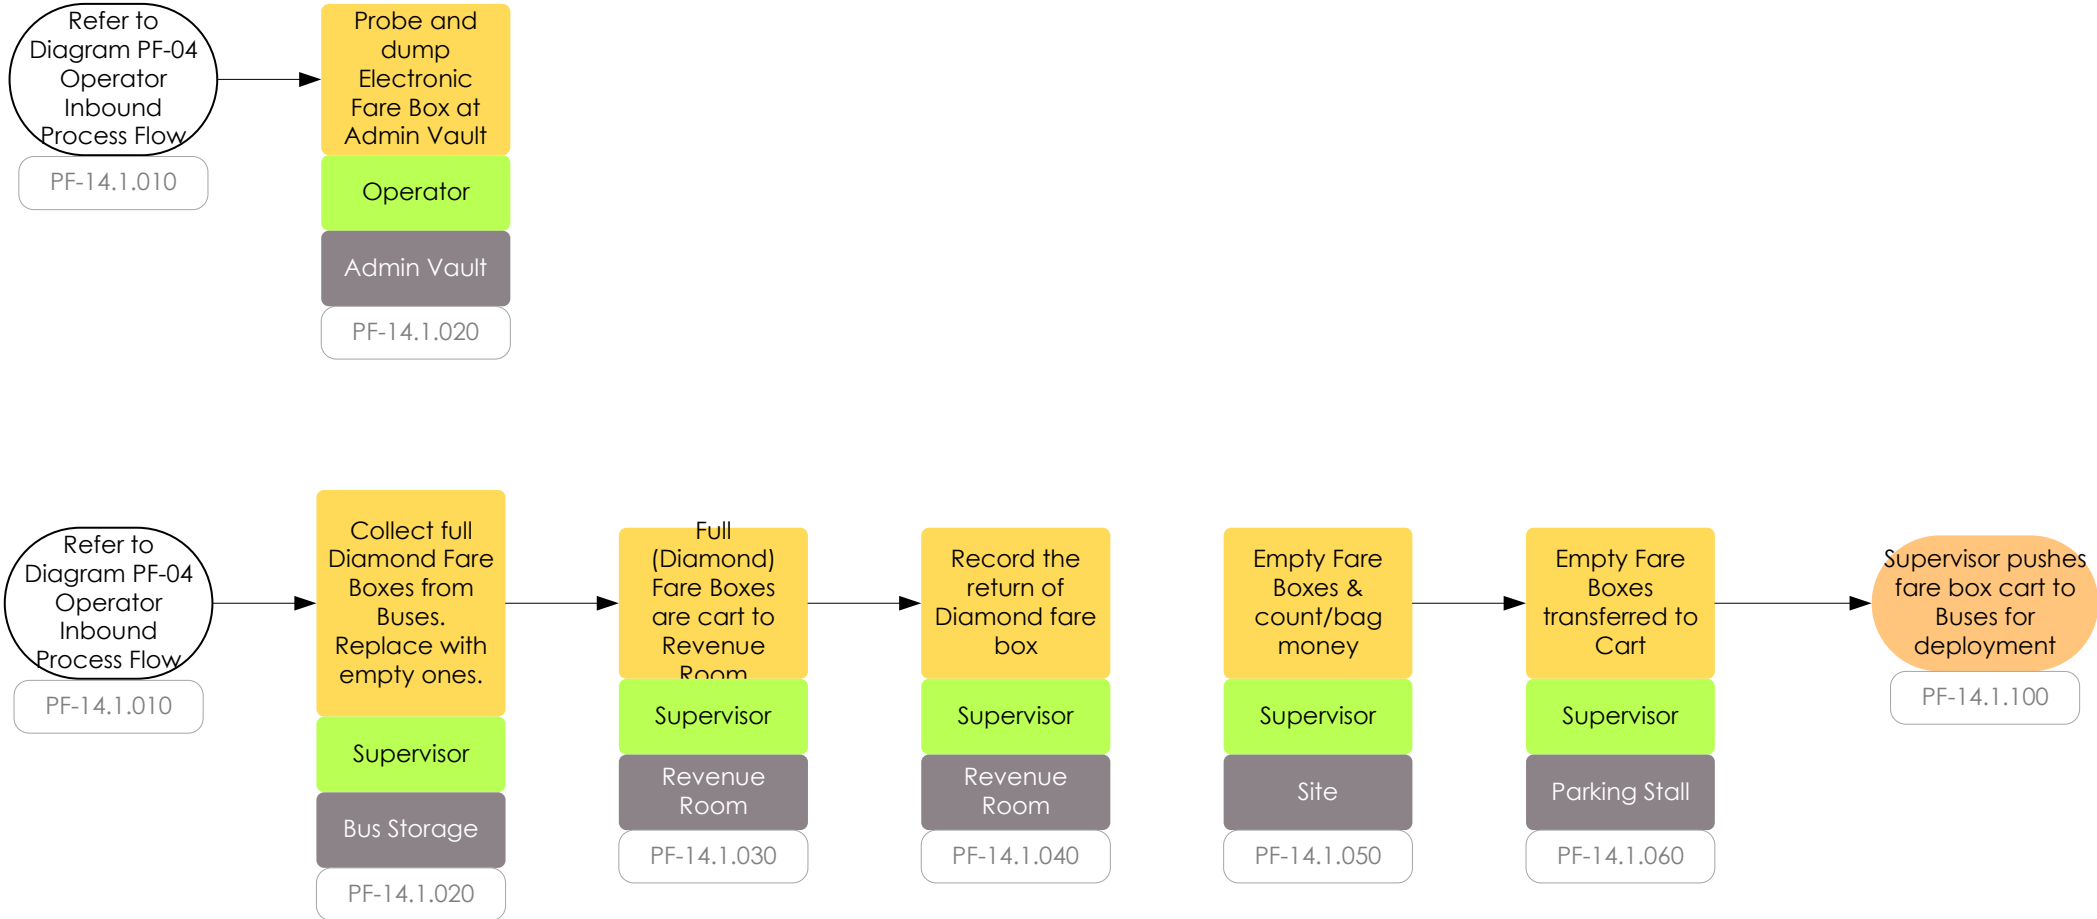 Refer to
Diagram PF-04
Operator
Inbound
Process Flow
PF-14.1.010
Probe and
dump
Electronic
Fare Box at
Admin Vault
Operator
Admin Vault
PF-14.1.020
Refer to
Diagram PF-04
Operator
Inbound
Process Flow
PF-14.1.010
Collect full
Diamond Fare
Boxes from
Buses.
Replace with
empty ones.
Supervisor
Bus Storage
PF-14.1.020
Full
(Diamond)
Fare Boxes
are cart to
Revenue
Room
Supervisor
Revenue
Room
PF-14.1.030
Record the
return of
Diamond fare
box
Supervisor
Revenue
Room
PF-14.1.040
Empty Fare
Boxes &
count/bag
money
Supervisor
Site
PF-14.1.050
Empty Fare
Boxes
transferred to
Cart
Supervisor
Parking Stall
PF-14.1.060
Supervisor pushes
fare box cart to
Buses for
deployment
PF-14.1.100